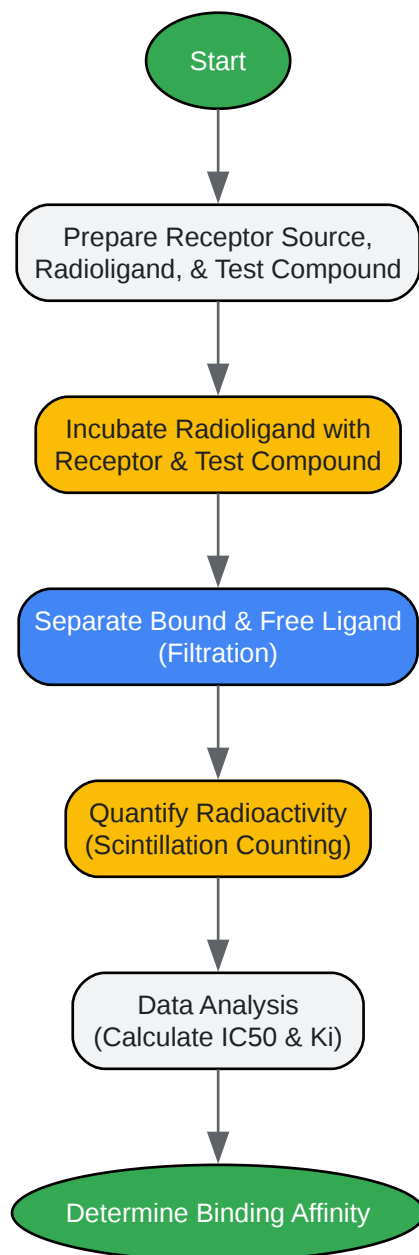 Start
Prepare Receptor Source,
Radioligand, & Test Compound
Incubate Radioligand with
Receptor & Test Compound
Separate Bound & Free Ligand
(Filtration)
Quantify Radioactivity
(Scintillation Counting)
Data Analysis
(Calculate IC50 & Ki)
Determine Binding Affinity